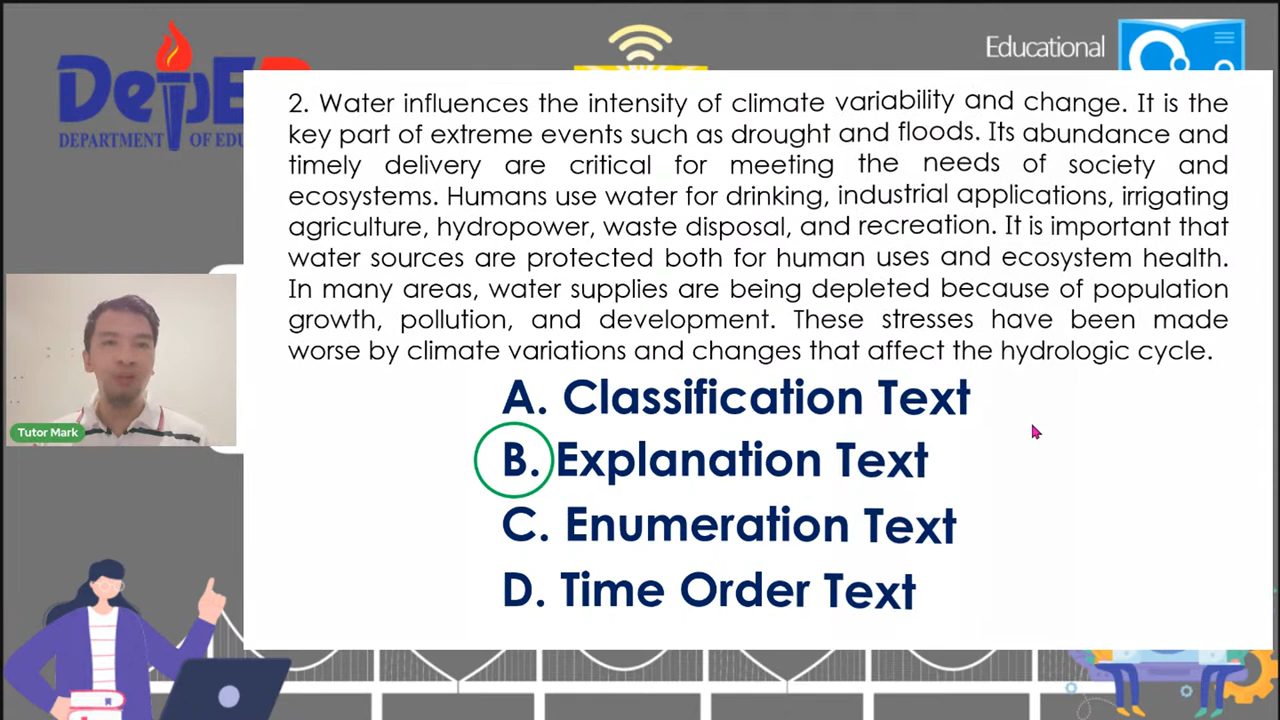 DepED
DEPARTMENT OF EDU
Educational
2. Water influences the intensity of climate variability and change. It is the
key part of extreme events such as drought and floods. Its abundance and
timely delivery are critical for meeting the needs of society and
ecosystems. Humans use water for drinking, industrial applications, irrigating
agriculture, hydropower, waste disposal, and recreation. It is important that
water sources are protected both for human uses and ecosystem health.
In many areas, water supplies are being depleted because of population
growth, pollution, and development. These stresses have been made
worse by climate variations and changes that affect the hydrologic cycle.
A. Classification Text
B. Explanation Text
C. Enumeration Text
D. Time Order Text
Tutor Mark